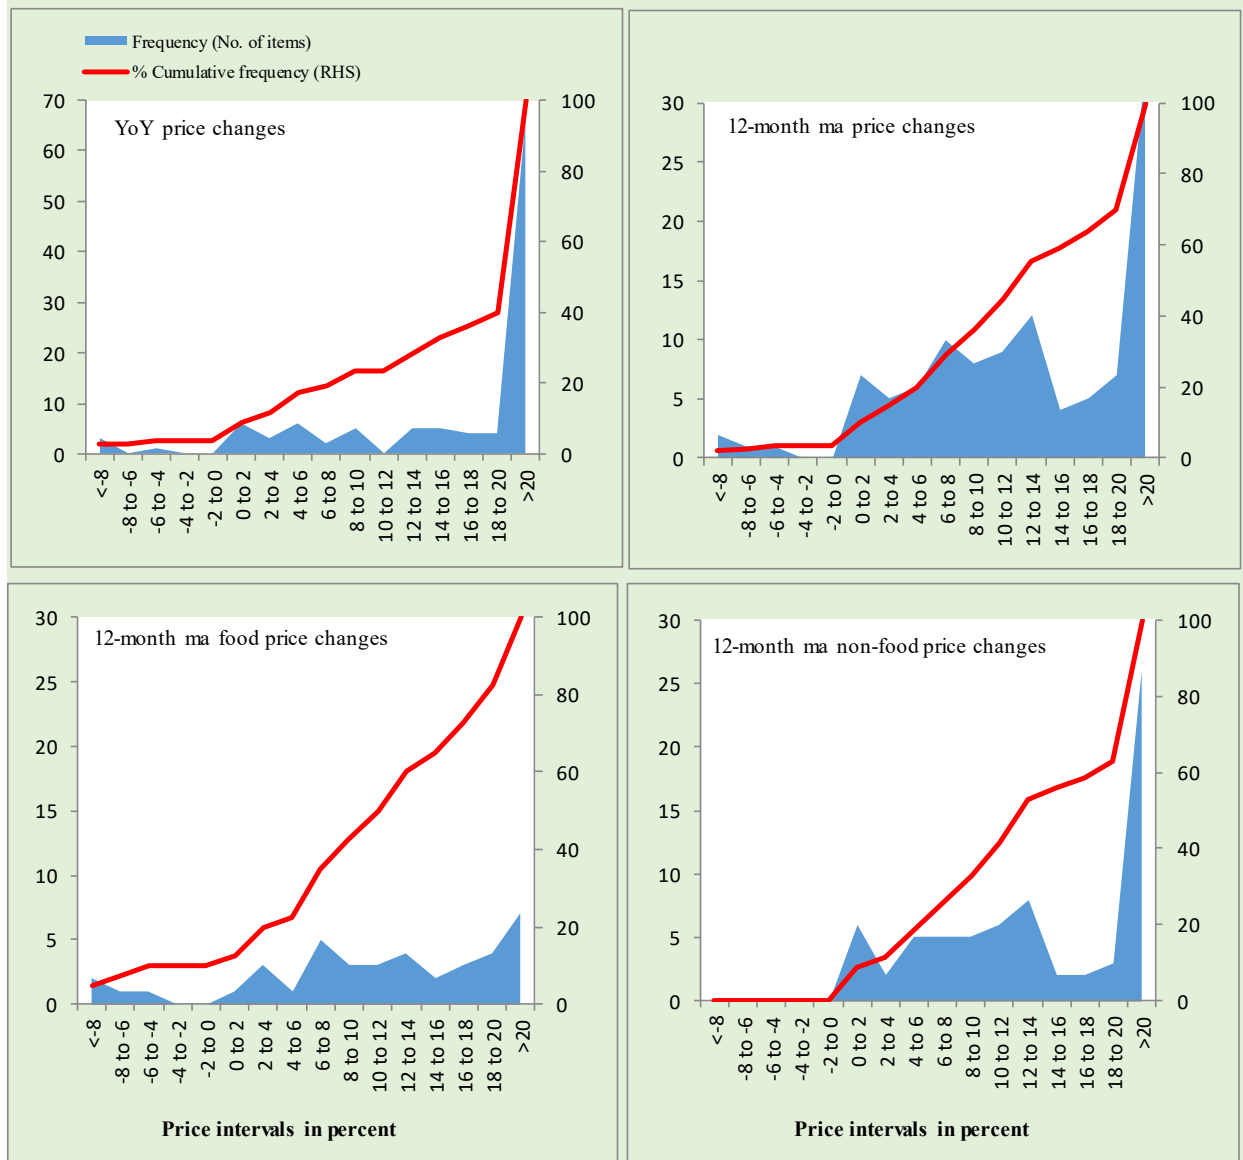 Frequency (No. of items)
% Cumulative frequency (RHS)
YoY price changes
70
60
50
40
30
20
10
0
100
80
60
40
20
0
<-8
-8 to -6
-6 to -4
-4 to -2
-2 to 0
0 to 2
2 to 4
4 to 6
6 to 8
8 to 10
10 to 12
12 to 14
14 to 16
16 to 18
18 to 20
>20
12-month ma price changes
30
25
20
15
10
5
0
100
80
60
40
20
0
<-8
-8 to -6
-6 to -4
-4 to -2
-2 to 0
0 to 2
2 to 4
4 to 6
6 to 8
8 to 10
10 to 12
12 to 14
14 to 16
16 to 18
18 to 20
>20
12-month ma food price changes
30
25
20
15
10
5
0
100
80
60
40
20
0
<-8
-8 to -6
-6 to -4
-4 to -2
-2 to 0
0 to 2
2 to 4
4 to 6
6 to 8
8 to 10
10 to 12
12 to 14
14 to 16
16 to 18
18 to 20
>20
Price intervals in percent
12-month ma non-food price changes
30
25
20
15
10
5
0
100
80
60
40
20
0
<-8
-8 to -6
-6 to -4
-4 to -2
-2 to 0
0 to 2
2 to 4
4 to 6
6 to 8
8 to 10
10 to 12
12 to 14
14 to 16
16 to 18
18 to 20
>20
Price intervals in percent